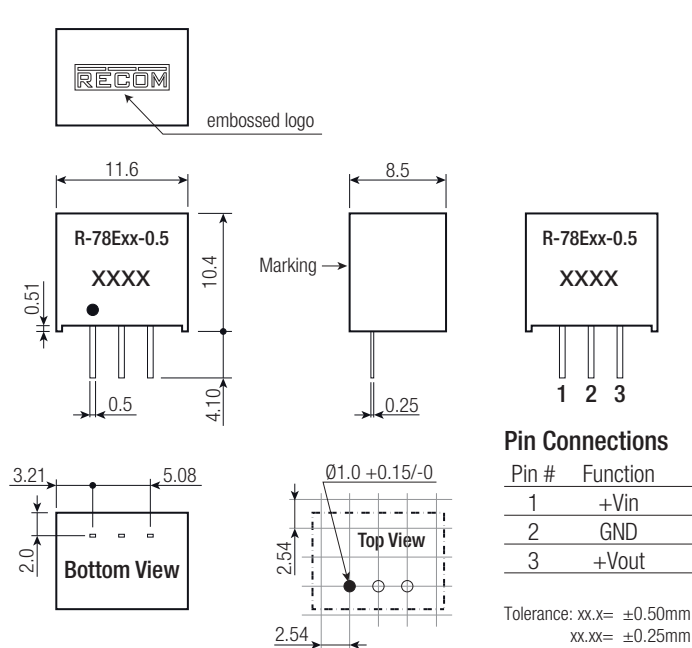 RECOM
embossed logo
11.6
8.5
R-78Exx-0.5
XXXX
10.4
0.51
4.10
0.5
Marking
0.25
R-78Exx-0.5
XXXX
1 2 3
3.21
5.08
2.0
Bottom View
Ø1.0 +0.15/-0
Top View
2.54
2.54
Pin Connections
Pin # Function
1 +Vin
2 GND
3 +Vout
Tolerance: xx.x= ±0.50mm
xx.xx= ±0.25mm